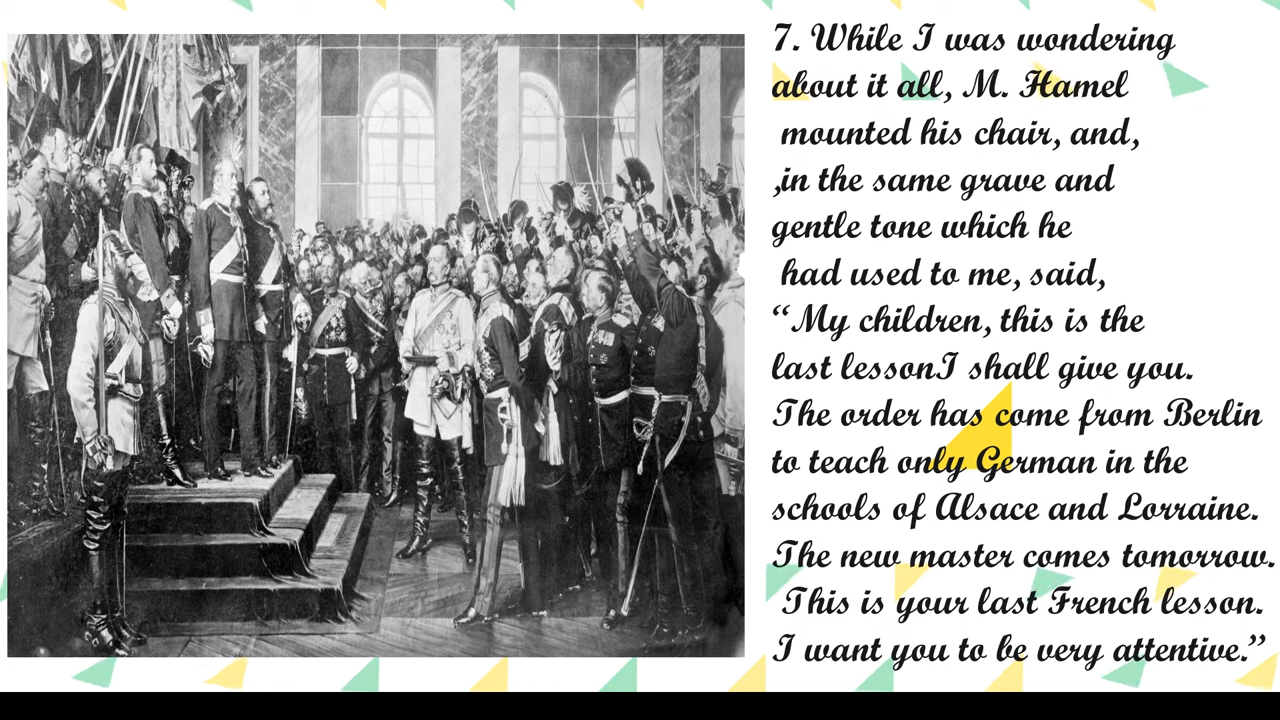 7. While I was wondering
about it all, M. Hamel
mounted his chair, and,
,in the same grave and
gentle tone which he
had used to me, said,
“My children, this is the
last lessonI shall give you.
The order has come from Berlin
to teach only German in the
schools of Alsace and Lorraine.
The new master comes tomorrow.
This is your last French lesson.
I want you to be very attentive.”